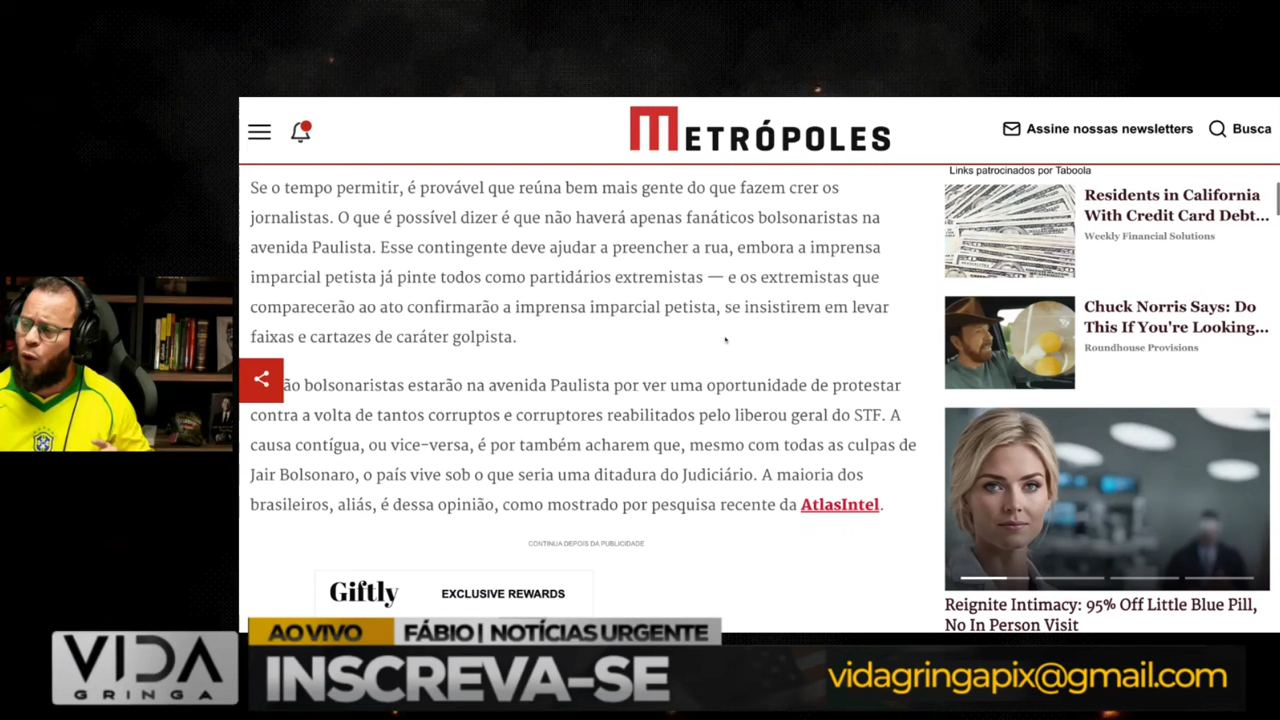 METRÓPOLES
Assine nossas newsletters
Busca
Se o tempo permitir, é provável que reúna bem mais gente do que fazem crer os
jornalistas. O que é possível dizer é que não haverá apenas fanáticos bolsonaristas na
avenida Paulista. Esse contingente deve ajudar a preencher a rua, embora a imprensa
imparcial petista já pinte todos como partidários extremistas — e os extremistas que
comparecerão ao ato confirmarão a imprensa imparcial petista, se insistirem em levar
faixas e cartazes de caráter golpista.
ão bolsonaristas estarão na avenida Paulista por ver uma oportunidade de protestar
contra a volta de tantos corruptos e corruptores reabilitados pelo liberou geral do STF. A
causa contígua, ou vice-versa, é por também acharem que, mesmo com todas as culpas de
Jair Bolsonaro, o país vive sob o que seria uma ditadura do Judiciário. A maioria dos
brasileiros, aliás, é dessa opinião, como mostrado por pesquisa recente da AtlasIntel.
CONTINUA DEPOIS DA PUBLICIDADE
Giftly
EXCLUSIVE REWARDS
Links patrocinados por Taboola
Residents in California
With Credit Card Debt...
Weekly Financial Solutions
Chuck Norris Says: Do
This If You're Looking...
Roundhouse Provisions
Reignite Intimacy: 95% Off Little Blue Pill,
No In Person Visit
VIDA
GRINGA
AO VIVO
FÁBIO | NOTÍCIAS URGENTE
INSCREVA-SE
vidagringapix@gmail.com